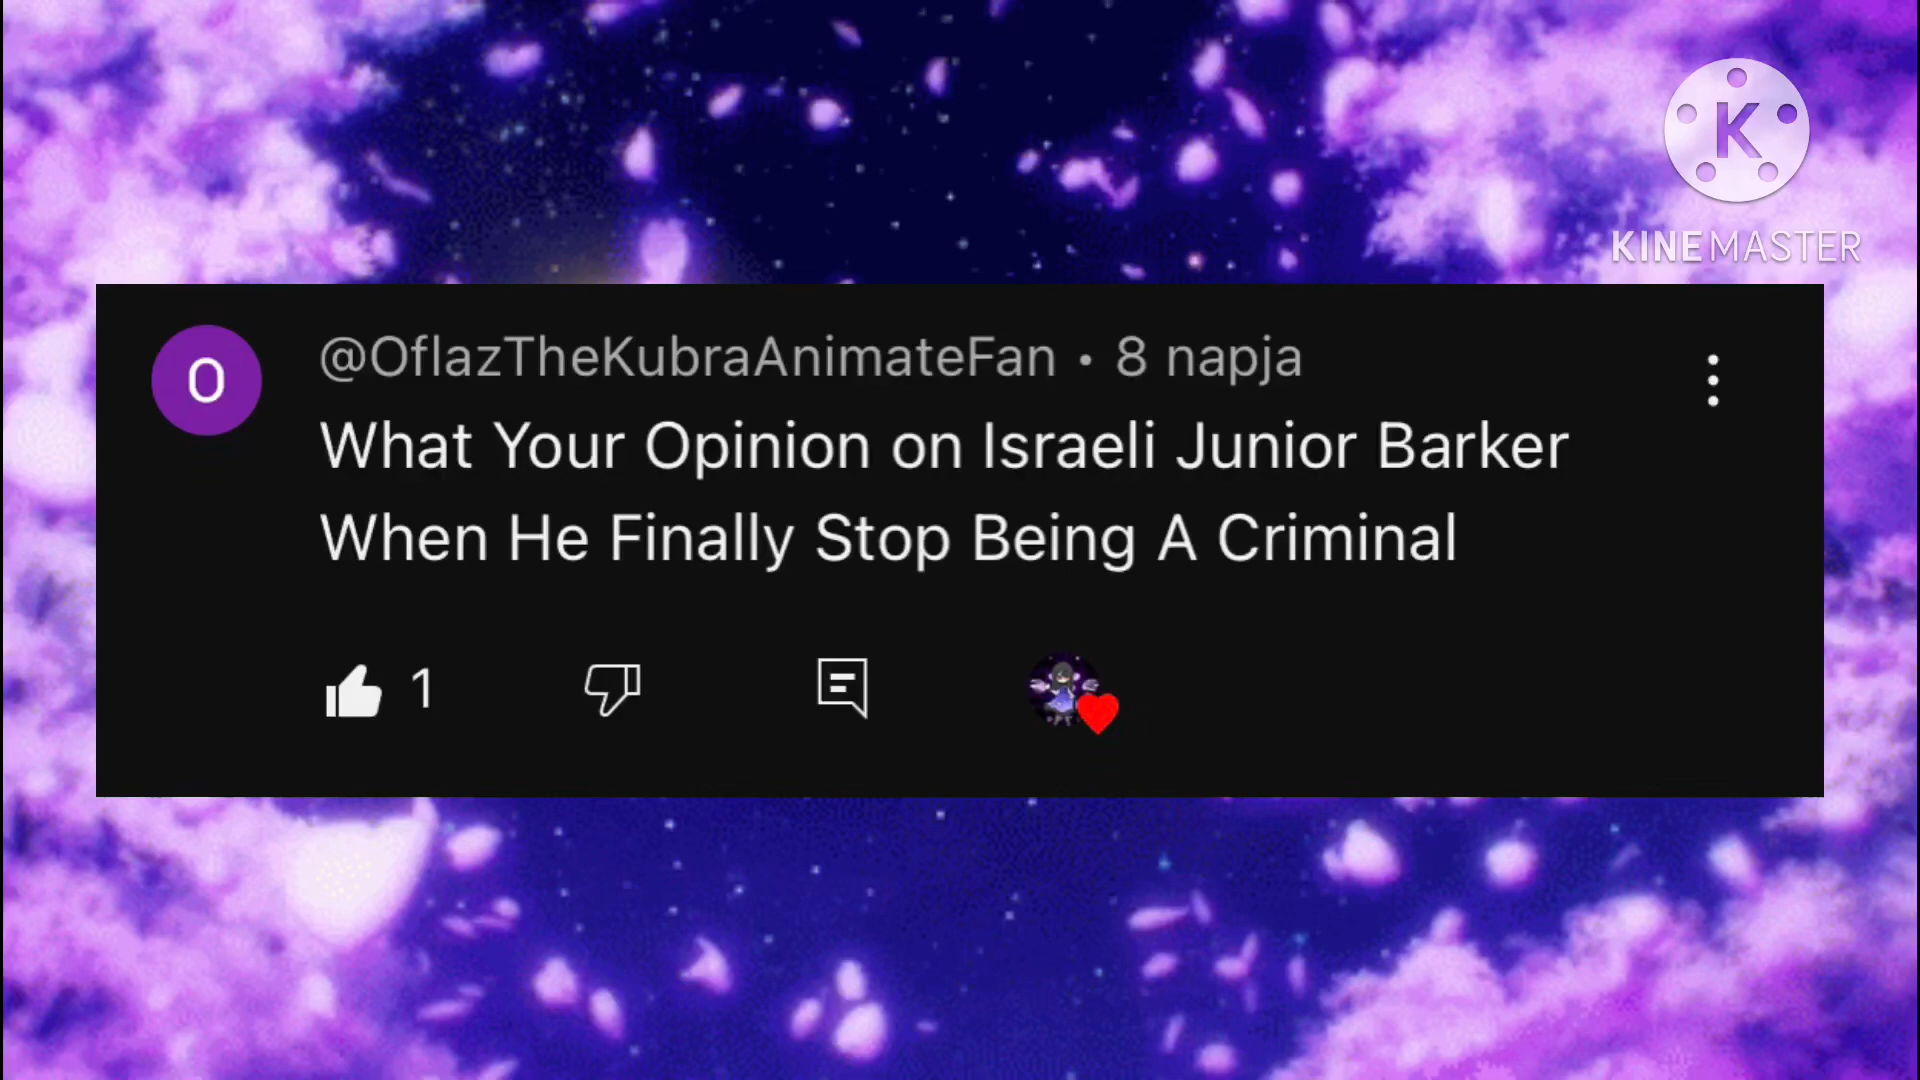 K
KINEMASTER
O
@OflazTheKubraAnimateFan • 8 napja
What Your Opinion on Israeli Junior Barker
When He Finally Stop Being A Criminal
1